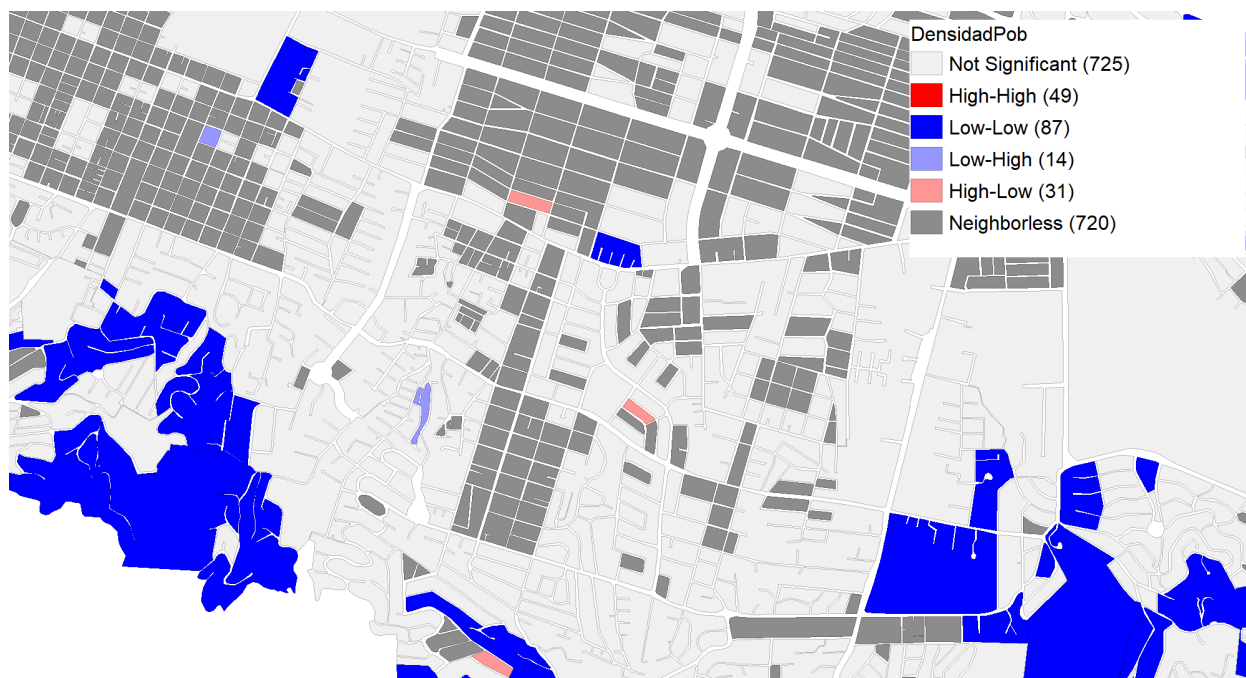 DensidadPob
Not Significant (725)
High-High (49)
Low-Low (87)
Low-High (14)
High-Low (31)
Neighborless (720)